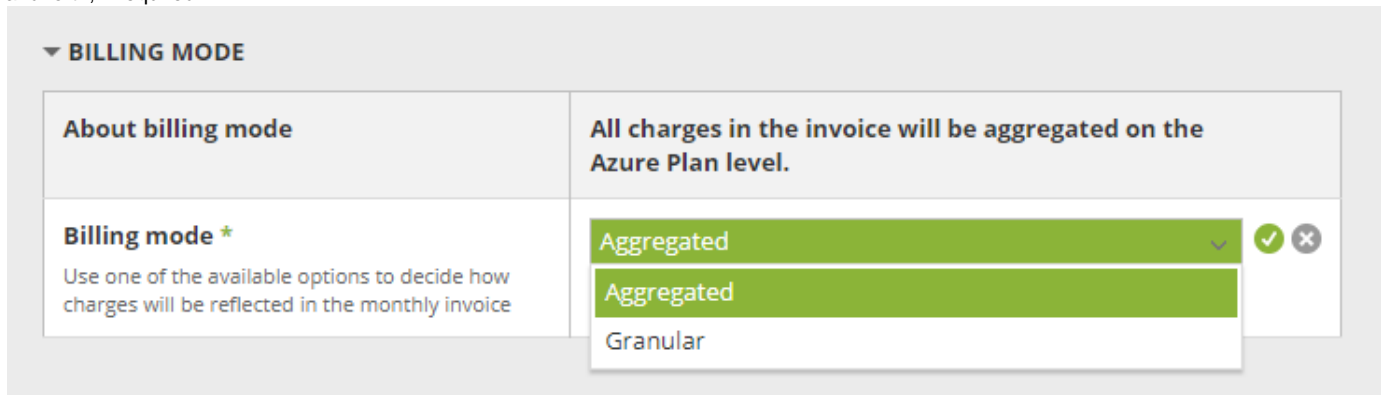 BILLING MODE
About billing mode
All charges in the invoice will be aggregated on the
Azure Plan level.
Billing mode *
Use one of the available options to decide how
charges will be reflected in the monthly invoice
Aggregated
Aggregated
Granular